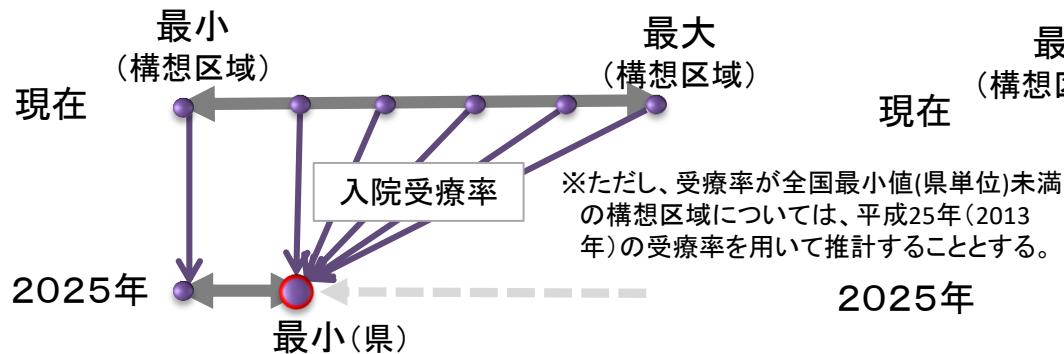 最小
(構想区域)
最大
(構想区域)
現在
入院受療率
※ただし、受療率が全国最小値(県単位)未満
の構想区域については、平成25年(2013
年)の受療率を用いて推計することとする。
2025年
最小(県)
最
(構想区
現在
2025年